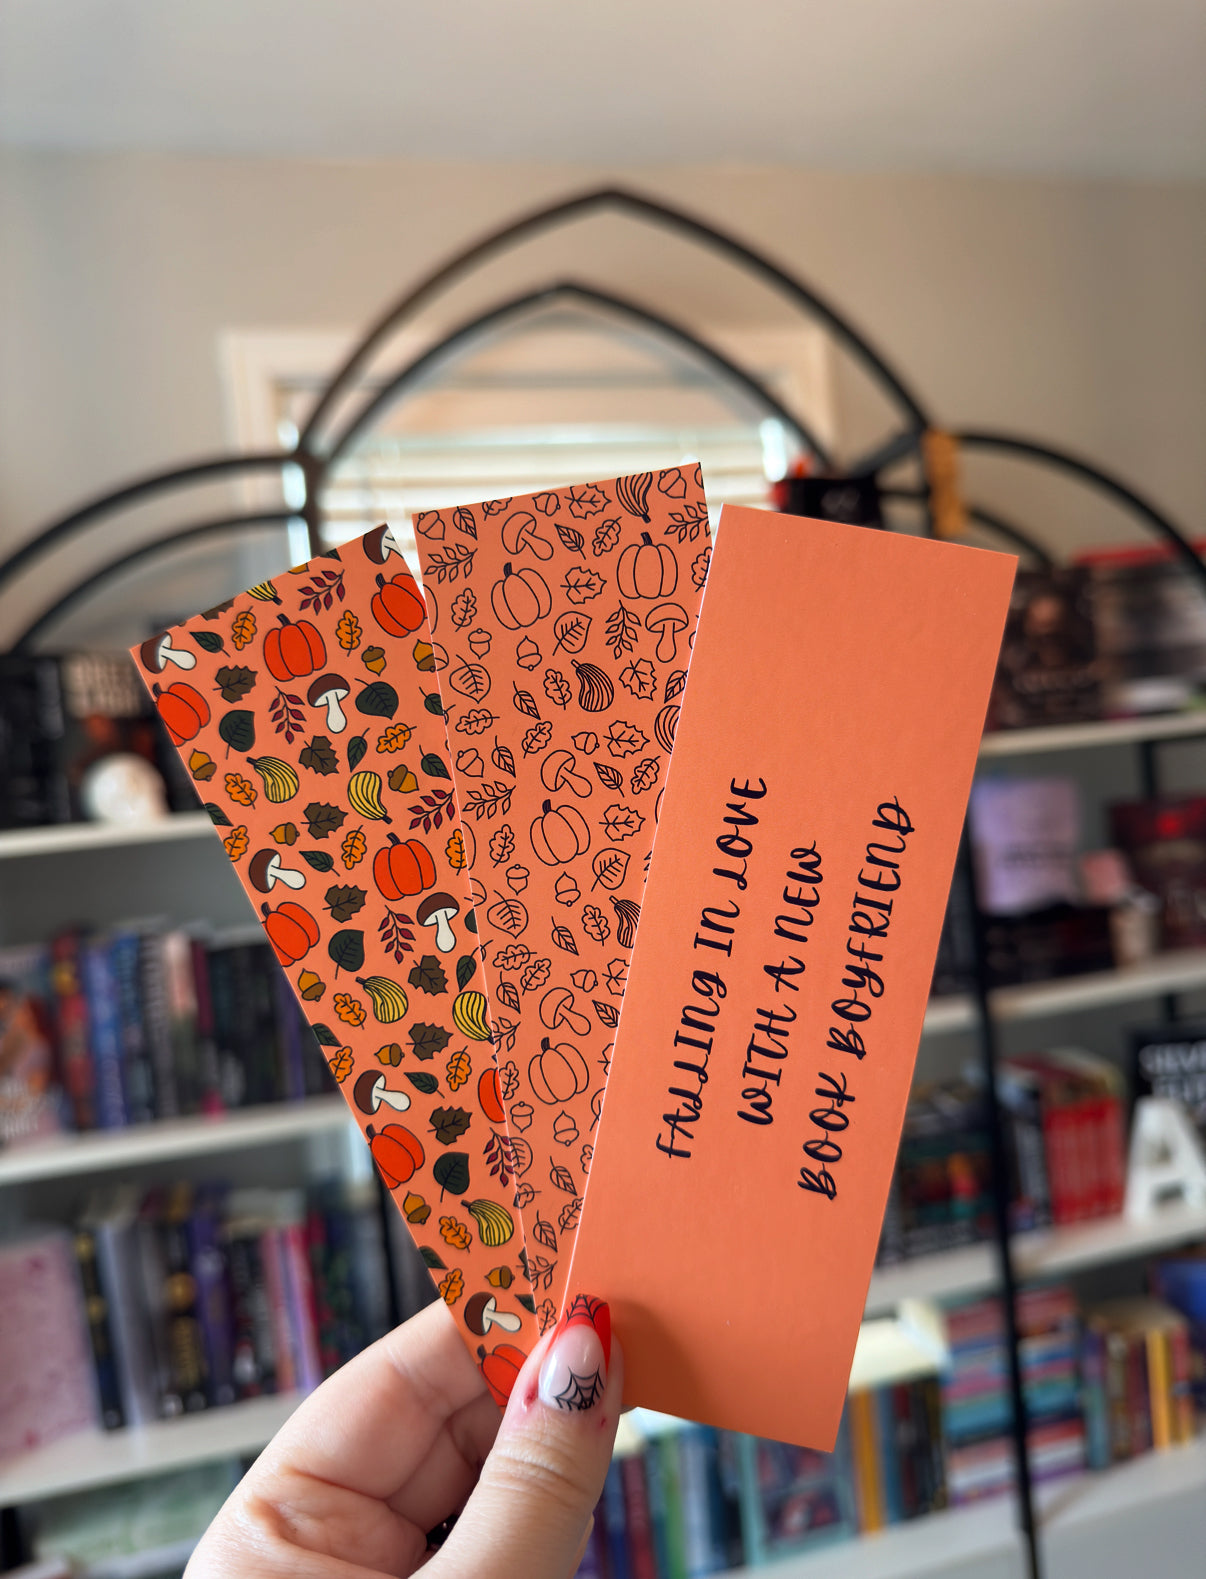 FALLING IN LOVE
WITH A NEW
BOOK BOYFRIEND
A